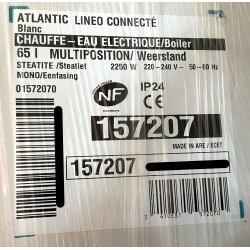 ATLANTIC LINEO CONNECTÉ
Blanc
CHAUFFE-EAU ELECTRIQUE/Boiler
65 l MULTIPOSITION/Weerstand
STEATITE/Steatiet 2250 W 220-240 V~ 50-60 Hz
MONO/Eenfasing
01572070
NF
IP24
157207
MADE IN ARE / ECET
157207